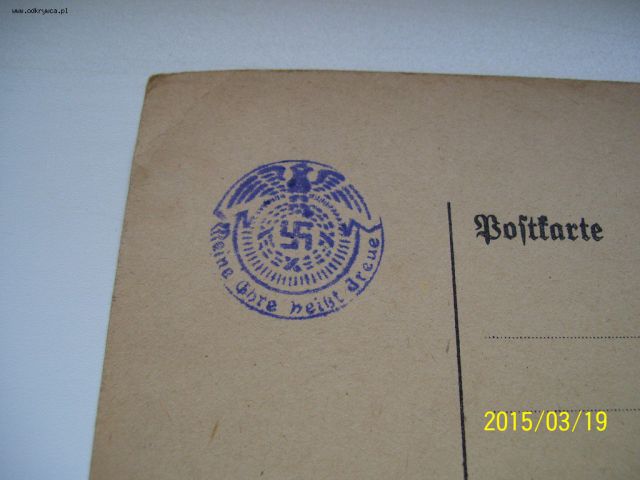 www.odkrywca.pl
Meine Ehre heißt Treue
Postkarte
2015/03/19